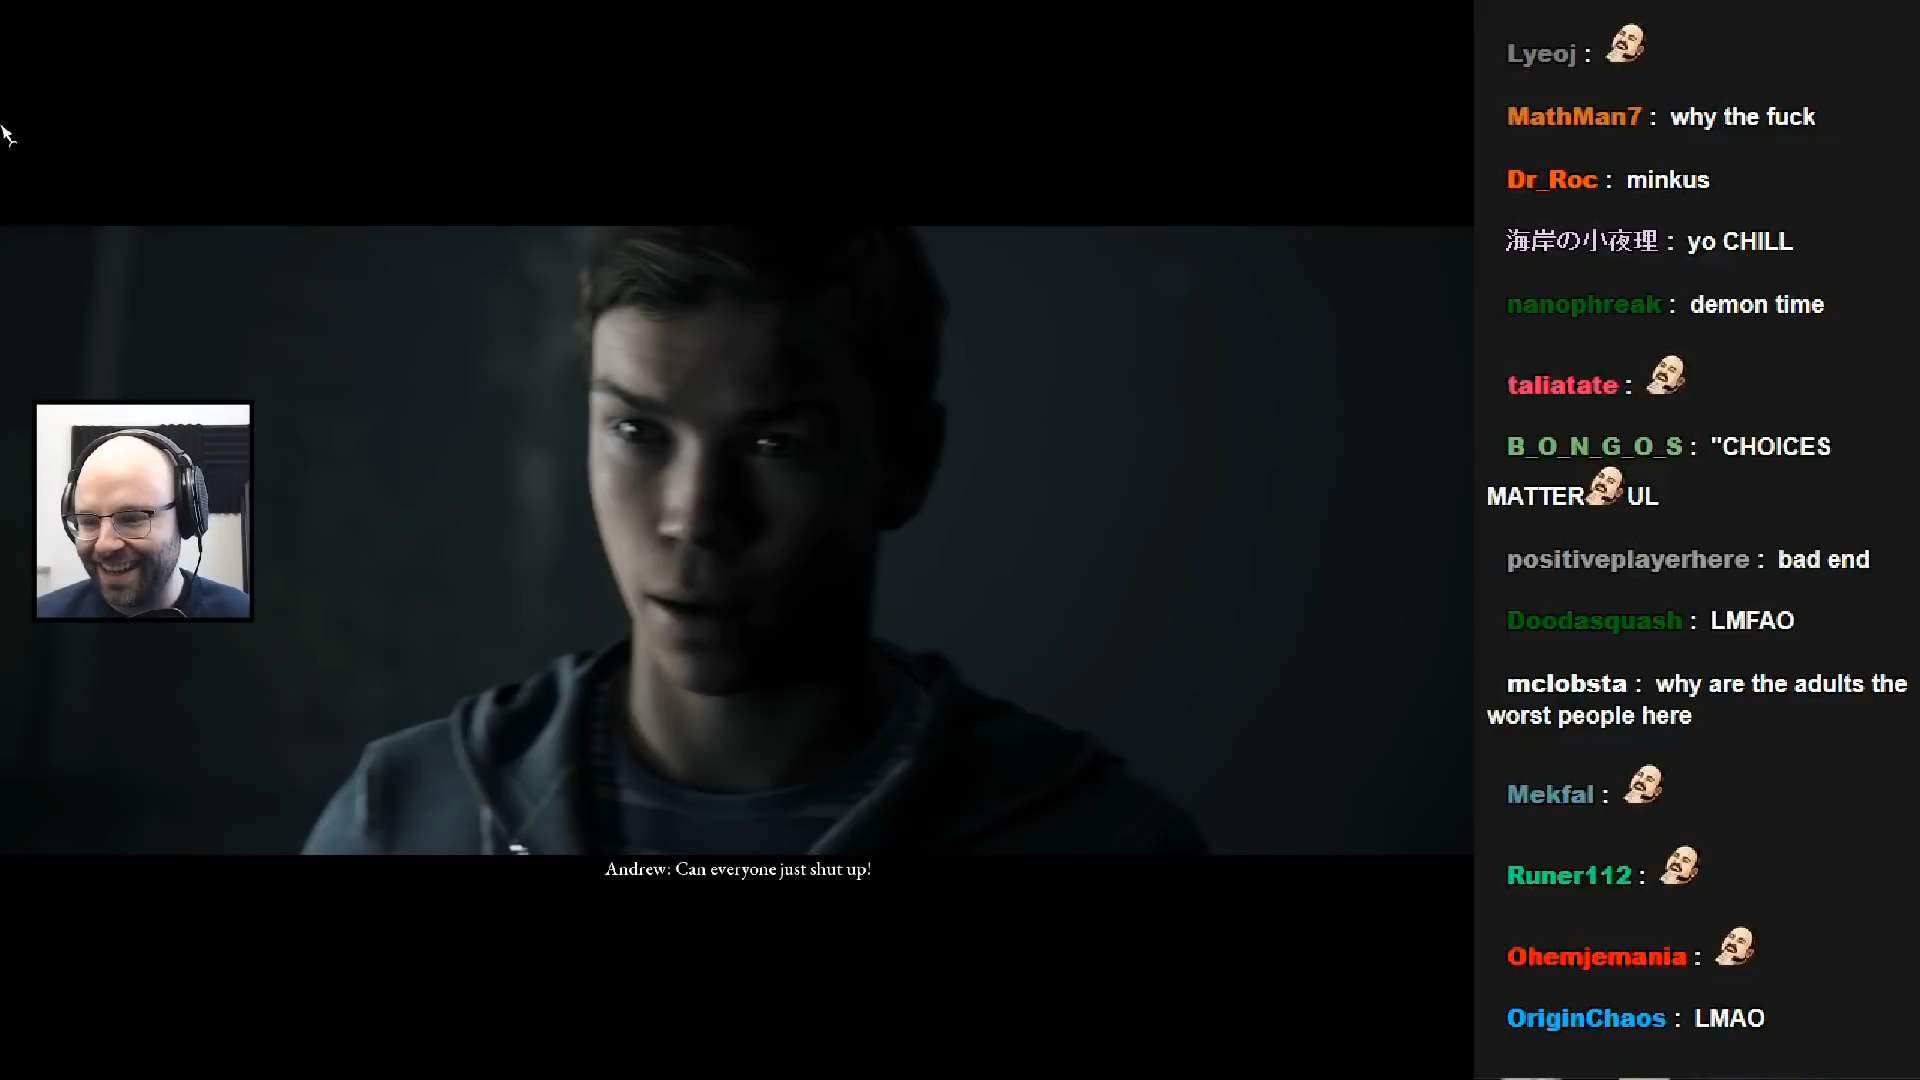 Lyeoj :
MathMan7 : why the fuck
Dr_Roc : minkus
海岸の小夜理 : yo CHILL
nanophreak : demon time
taliatate :
B_O_N_G_O_S : "CHOICES
MATTER UL
positiveplayerhere : bad end
Doodasquash : LMFAO
mclobsta : why are the adults the
worst people here
Mekfal :
Runer112 :
Ohemjemania :
OriginChaos : LMAO
Andrew: Can everyone just shut up!